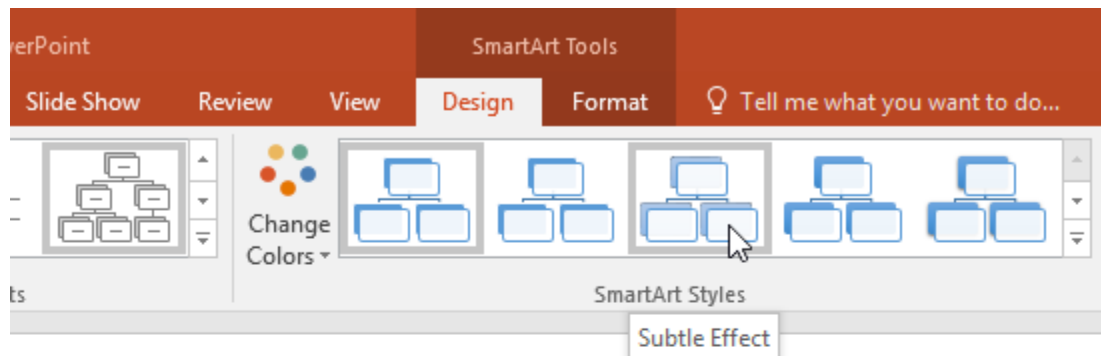 erPoint
SmartArt Tools
Slide Show Review View Design Format Tell me what you want to do...
Change
Colors
ts
SmartArt Styles
Subtle Effect